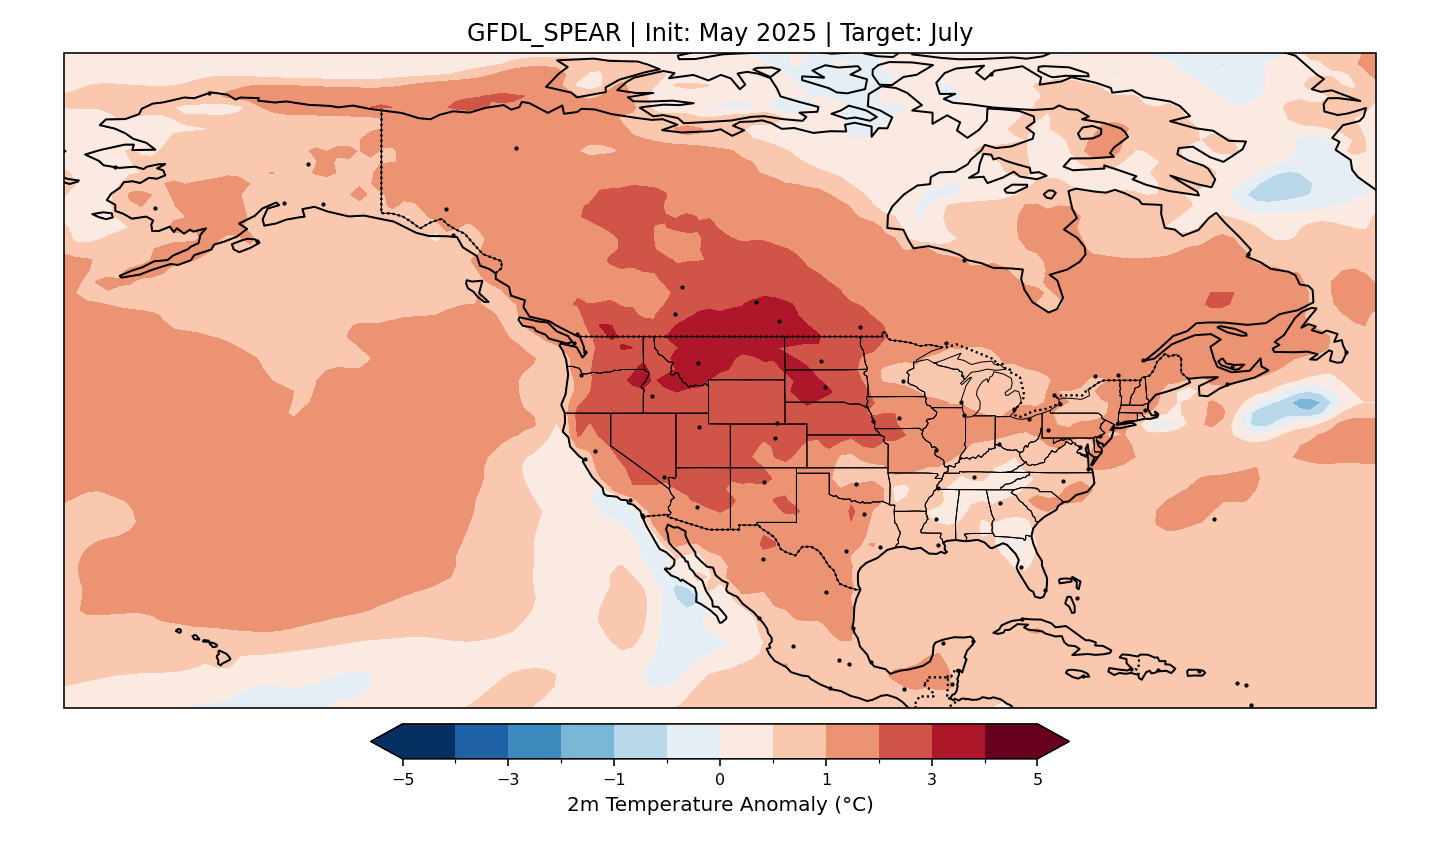 GFDL_SPEAR | Init: May 2025 | Target: July
−5 −3 −1 0 1 3 5
2m Temperature Anomaly (°C)